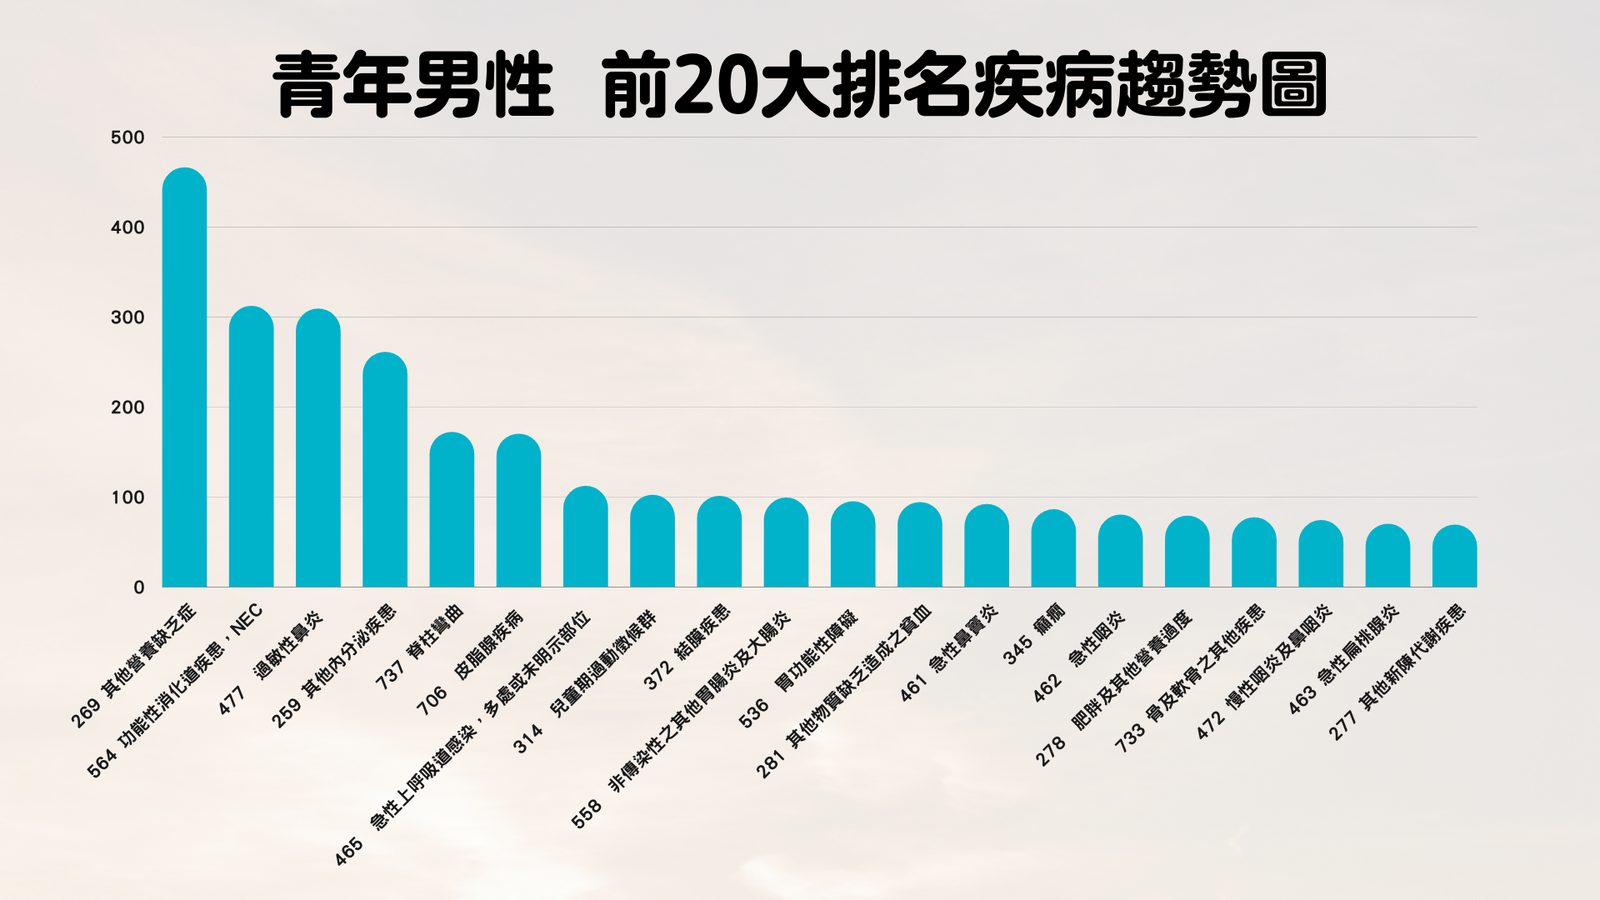 青年男性 前20大排名疾病趨勢圖
500
400
300
200
100
0
269 其他營養缺乏症
564 功能性消化道疾患，NEC
477 過敏性鼻炎
259 其他內分泌疾患
737 脊柱彎曲
706 皮脂腺疾病
465 急性上呼吸道感染，多處或未明示部位
314 兒童期過動徵候群
372 結膜疾患
558 非傳染性之其他胃腸炎及大腸炎
536 胃功能性障礙
281 其他物質缺乏造成之貧血
461 急性鼻竇炎
345 癲癇
462 急性咽炎
278 肥胖及其他營養過度
733 骨及軟骨之其他疾患
472 慢性咽炎及鼻咽炎
463 急性扁桃腺炎
277 其他新陳代謝疾患